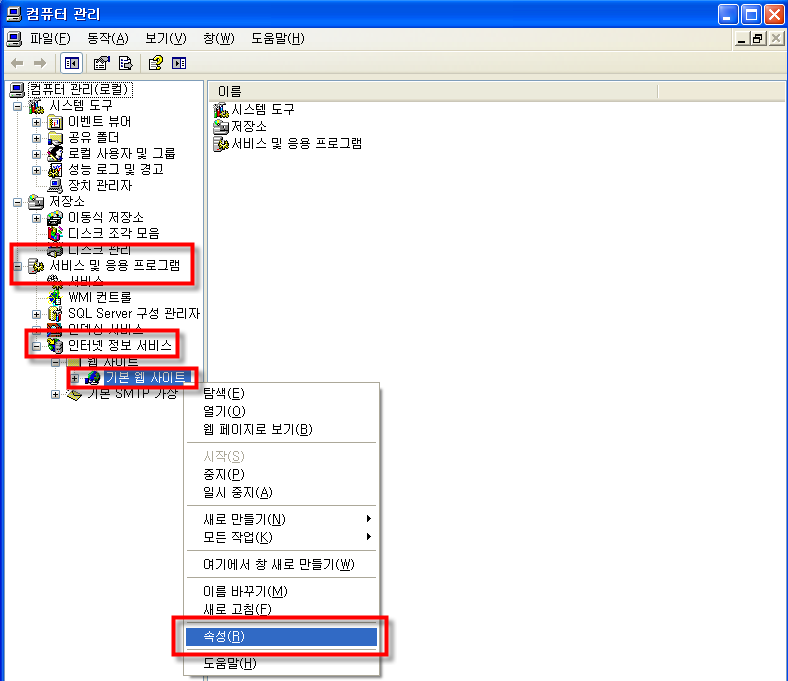 컴퓨터 관리
파일(F) 동작(A) 보기(V) 창(W) 도움말(H)
컴퓨터 관리(로컬)
시스템 도구
이벤트 뷰어
공유 폴더
로컬 사용자 및 그룹
성능 로그 및 경고
장치 관리자
저장소
이동식 저장소
디스크 조각 모음
디스크 관리
서비스 및 응용 프로그램
서비스
WMI 컨트롤
SQL Server 구성 관리자
인덱싱 서비스
인터넷 정보 서비스
웹 사이트
기본 웹 사이트
기본 SMTP 가상
이름
시스템 도구
저장소
서비스 및 응용 프로그램
탐색(E)
열기(O)
웹 페이지로 보기(B)
시작(S)
중지(P)
일시 중지(A)
새로 만들기(N)
모든 작업(K)
여기에서 창 새로 만들기(W)
이름 바꾸기(M)
새로 고침(F)
속성(R)
도움말(H)